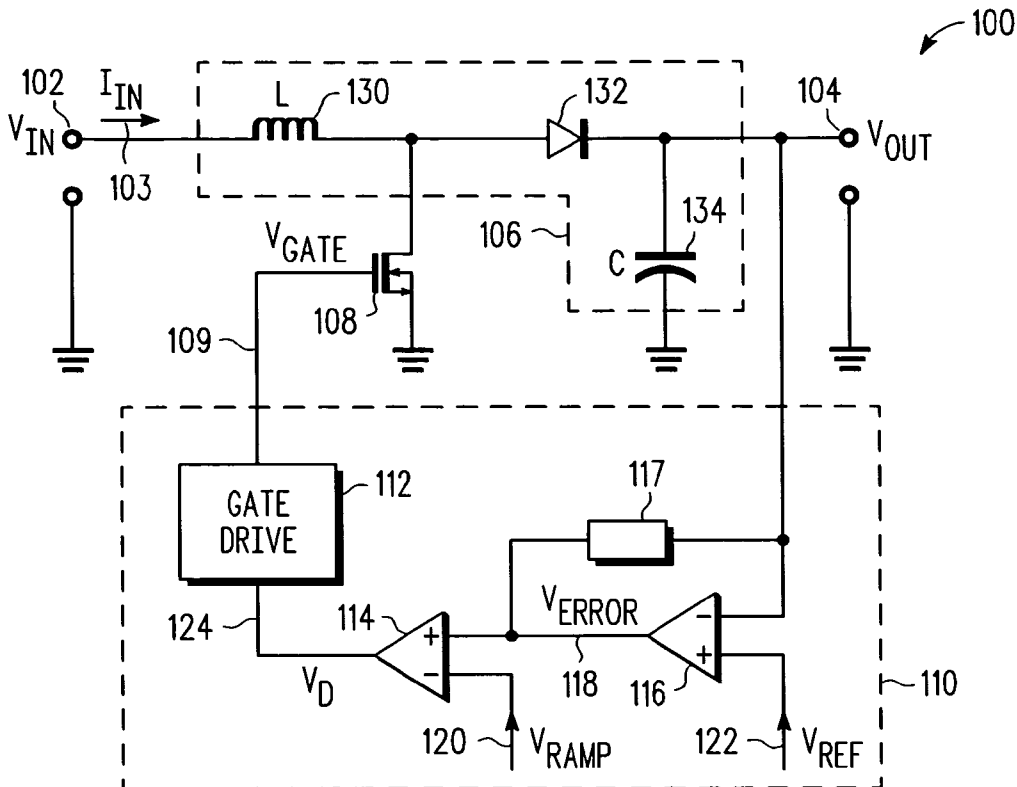 100
102
I_IN
L
130
132
104
V_IN
103
V_OUT
134
106
V_GATE
C
108
109
112
GATE
DRIVE
117
124
114
V_ERROR
+
-
-
+
118
116
110
V_D
120
V_RAMP
122
V_REF